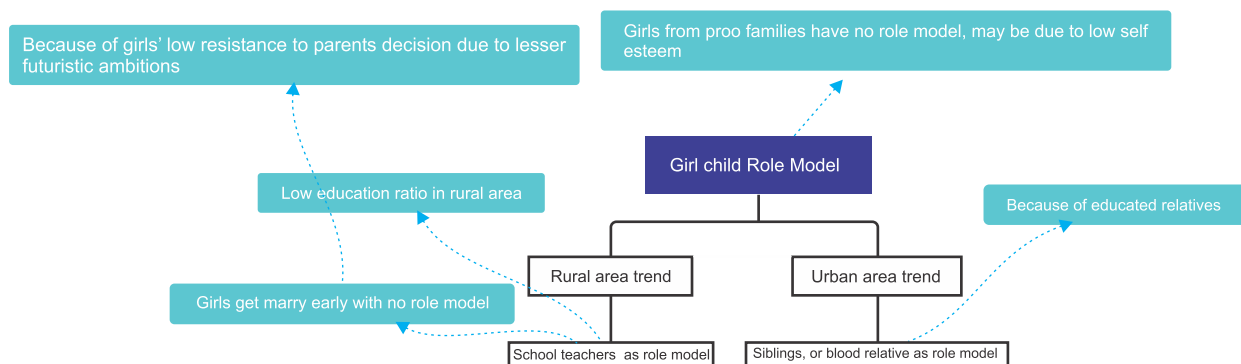 Because of girls’ low resistance to parents decision due to lesser
futuristic ambitions
Girls from proo families have no role model, may be due to low self
esteem
Girl child Role Model
Low education ratio in rural area
Because of educated relatives
Rural area trend
Urban area trend
Girls get marry early with no role model
School teachers as role model
Siblings, or blood relative as role model